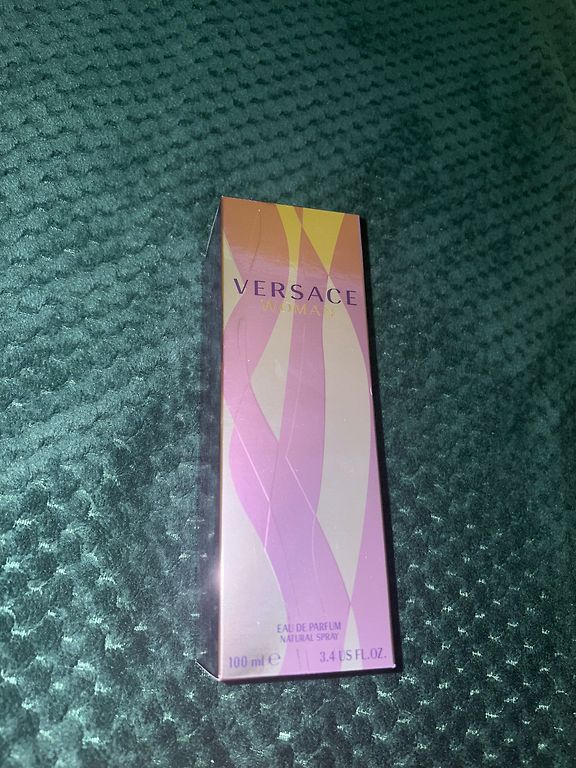 VERSACE
WOMAN
EAU DE PARFUM
NATURAL SPRAY
100 ml ℮ 3.4 US FL.OZ.